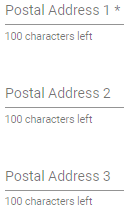 Postal Address 1 *
100 characters left
Postal Address 2
100 characters left
Postal Address 3
100 characters left